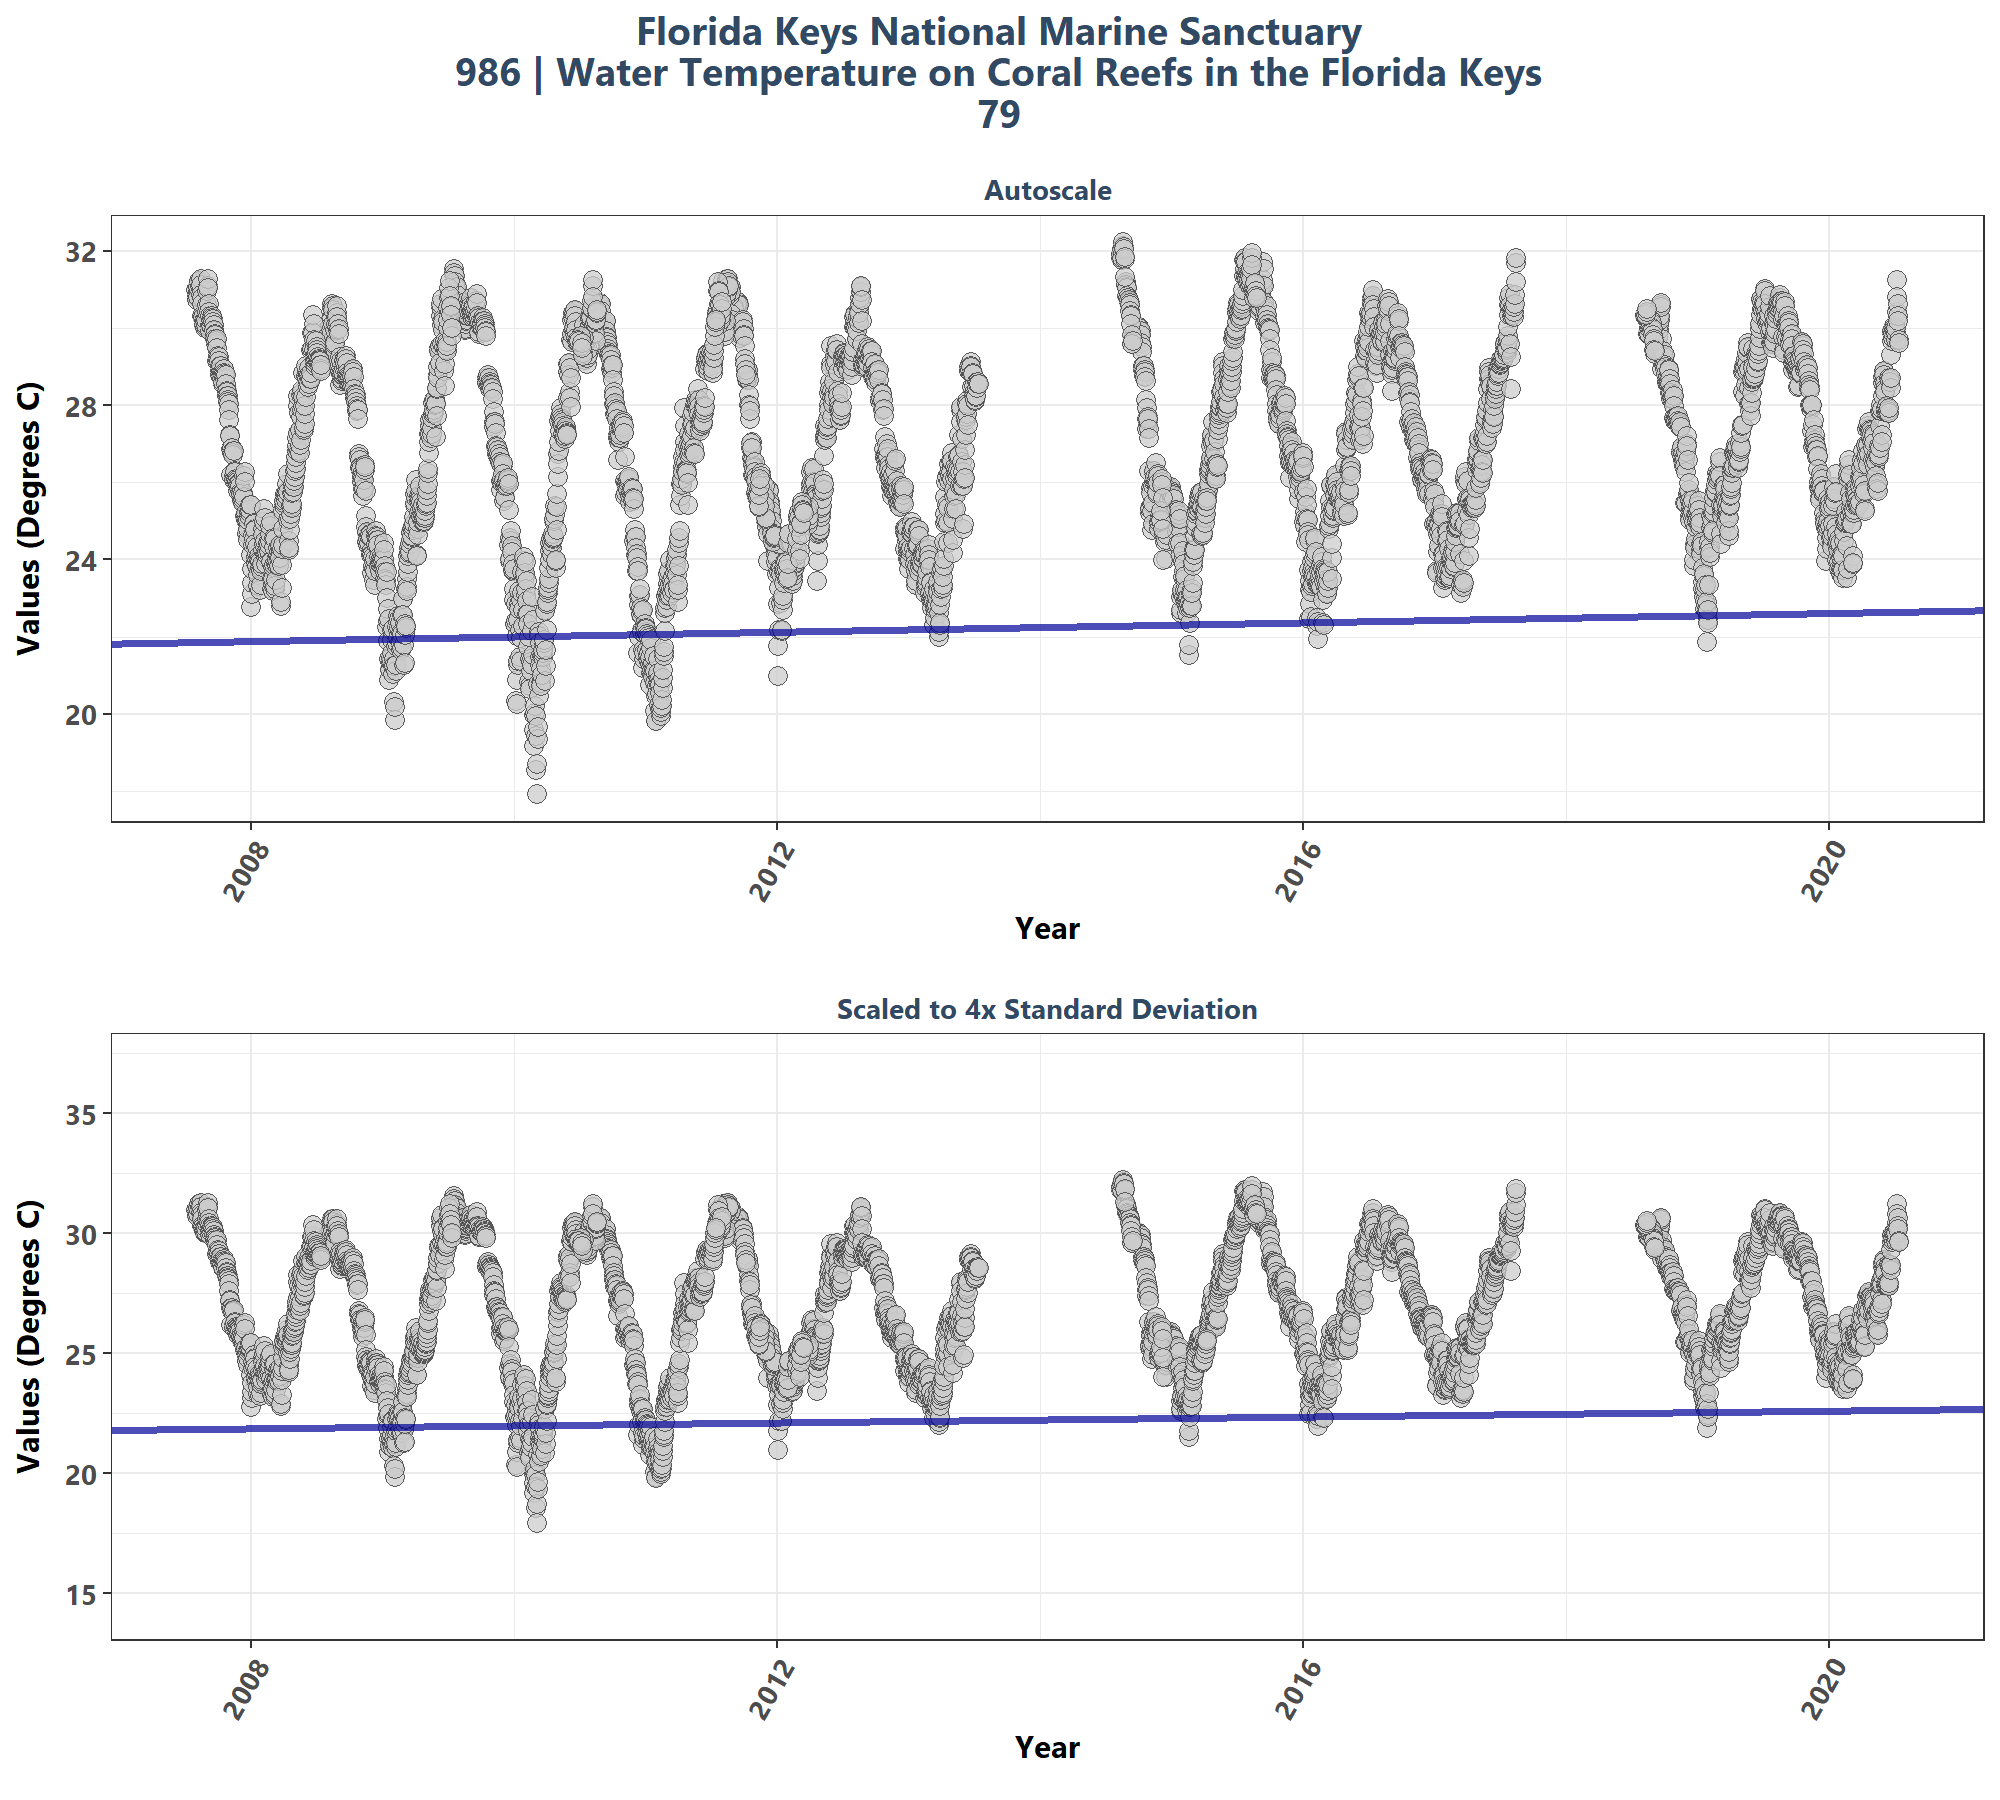 Florida Keys National Marine Sanctuary
986 | Water Temperature on Coral Reefs in the Florida Keys
79
Autoscale
Values (Degrees C)
32
28
24
20
2008
2012
2016
2020
Year
Scaled to 4x Standard Deviation
Values (Degrees C)
35
30
25
20
15
2008
2012
2016
2020
Year